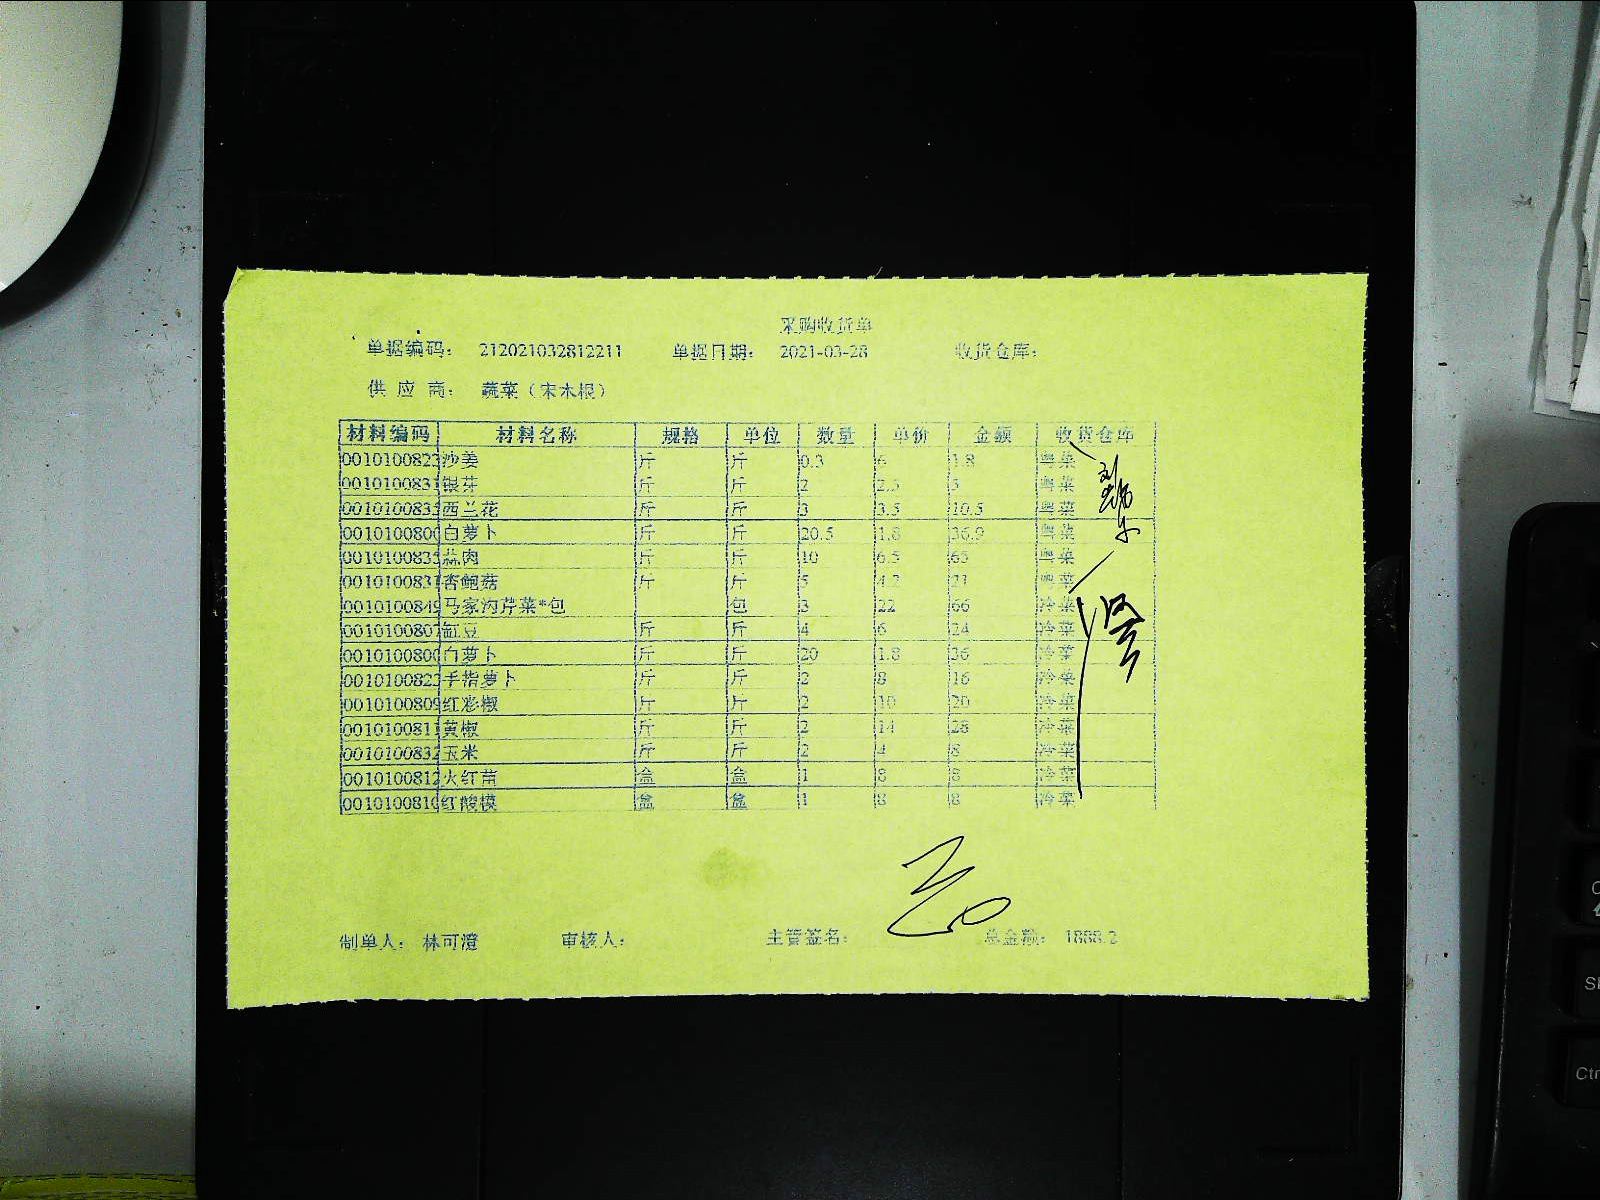 采购收货单
单据编码： 212021032812211 单据日期： 2021-03-28 收货仓库：
供 应 商： 蔬菜（宋木根）
材料编码 材料名称 规格 单位 数量 单价 金额 收货仓库
0010100823 沙姜 斤 斤 0.3 6 1.8 粤菜
0010100831 银芽 斤 斤 2 2.5 5 粤菜
0010100833 西兰花 斤 斤 3 3.5 10.5 粤菜
0010100800 白萝卜 斤 斤 20.5 1.8 36.9 粤菜
0010100835 蒜肉 斤 斤 10 6.5 65 粤菜
0010100831 杏鲍菇 斤 斤 5 4.2 21 粤菜
0010100849 马家沟芹菜*包 包 3 22 66 冷菜
0010100807 缸豆 斤 斤 4 6 24 冷菜
0010100800 白萝卜 斤 斤 20 1.8 36 冷菜
0010100823 手指萝卜 斤 斤 2 8 16 冷菜
0010100809 红彩椒 斤 斤 2 10 20 冷菜
0010100811 黄椒 斤 斤 2 14 28 冷菜
0010100832 玉米 斤 斤 2 4 8 冷菜
0010100812 火红苗 盒 盒 1 8 8 冷菜
0010100810 红酸模 盒 盒 1 8 8 冷菜
制单人： 林可澄 审核人： 主管签名： 总金额： 1888.2